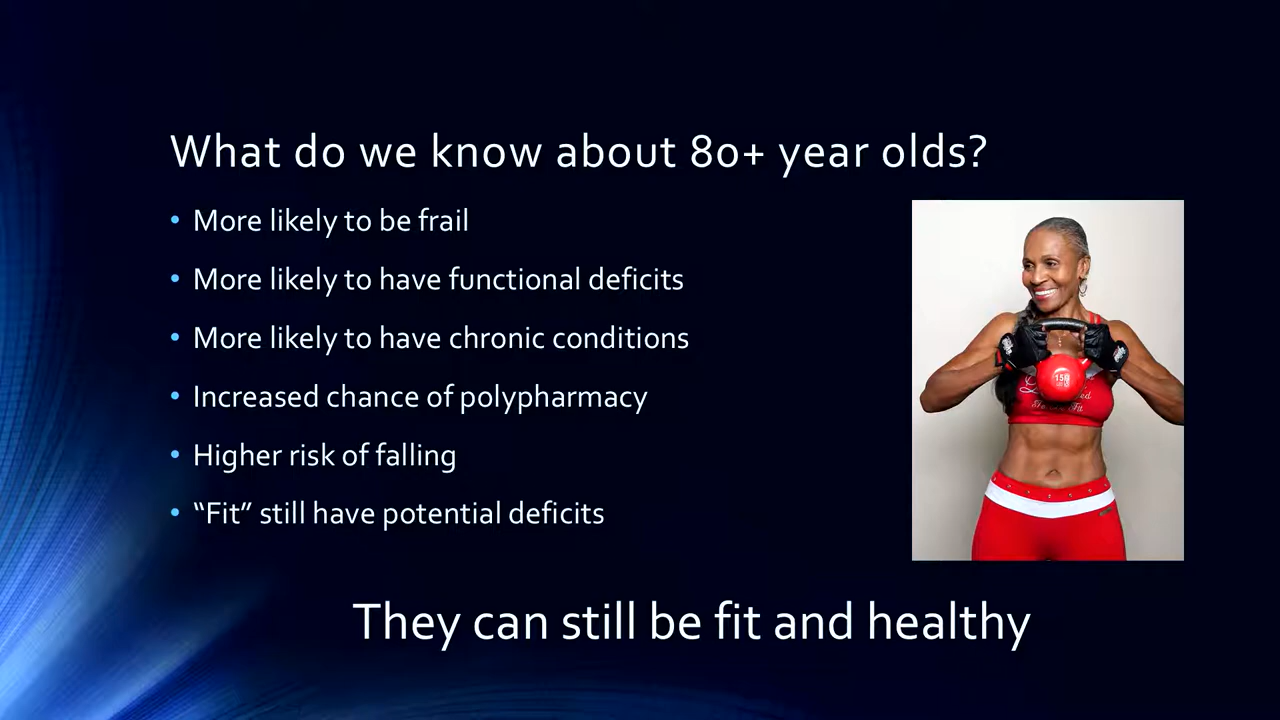 What do we know about 80+ year olds?
• More likely to be frail
• More likely to have functional deficits
• More likely to have chronic conditions
• Increased chance of polypharmacy
• Higher risk of falling
• “Fit” still have potential deficits
15
They can still be fit and healthy